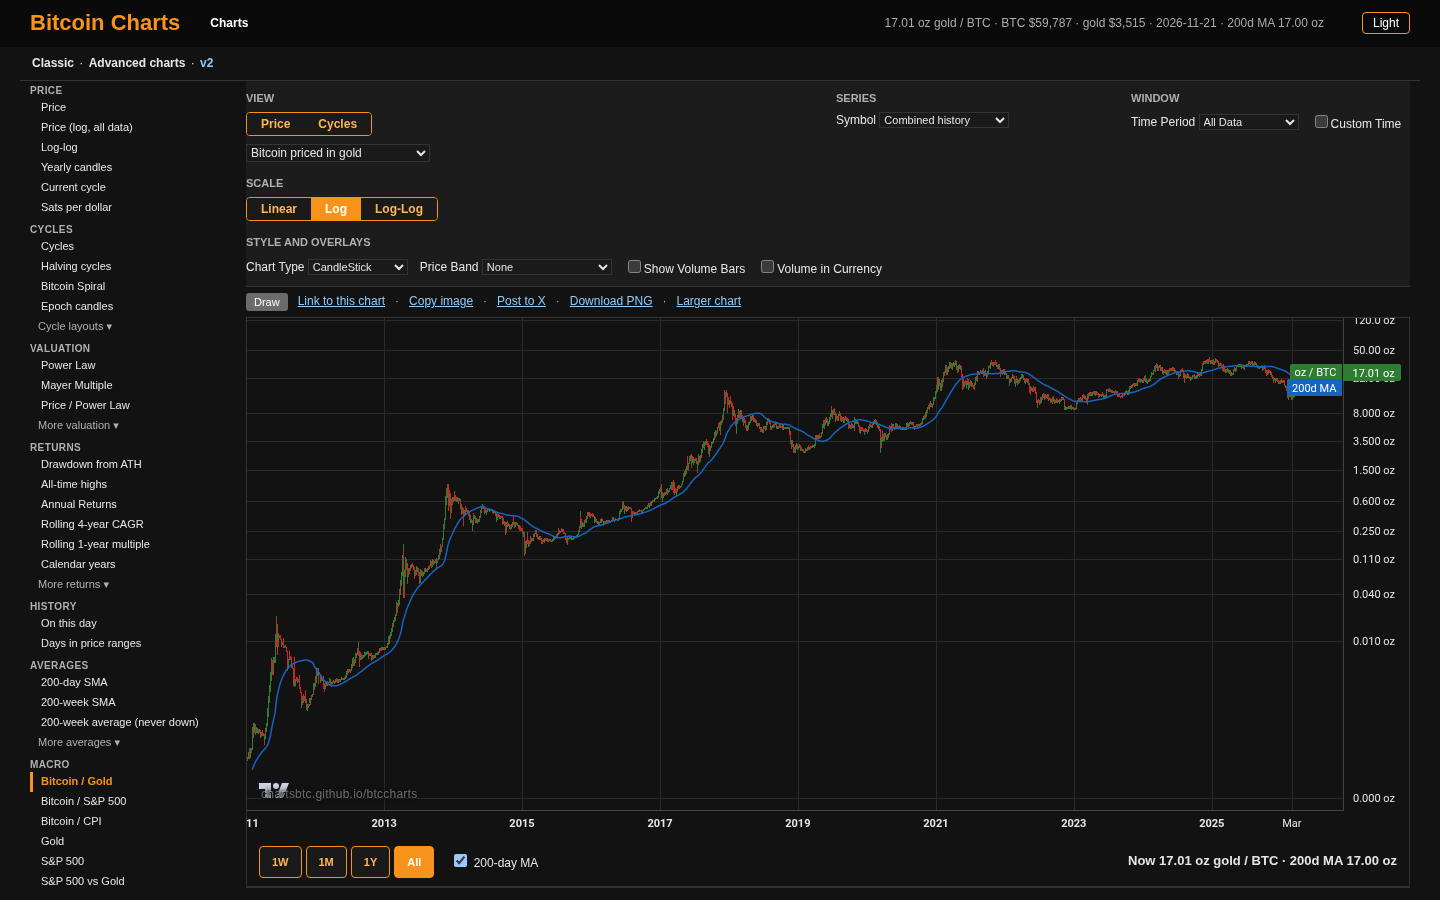 Bitcoin Charts
Charts
17.01 oz gold / BTC · BTC $59,787 · gold $3,515 · 2026-11-21 · 200d MA 17.00 oz
Light
Classic · Advanced charts · v2
PRICE
Price
Price (log, all data)
Log-log
Yearly candles
Current cycle
Sats per dollar
CYCLES
Cycles
Halving cycles
Bitcoin Spiral
Epoch candles
Cycle layouts ▾
VALUATION
Power Law
Mayer Multiple
Price / Power Law
More valuation ▾
RETURNS
Drawdown from ATH
All-time highs
Annual Returns
Rolling 4-year CAGR
Rolling 1-year multiple
Calendar years
More returns ▾
HISTORY
On this day
Days in price ranges
AVERAGES
200-day SMA
200-week SMA
200-week average (never down)
More averages ▾
MACRO
Bitcoin / Gold
Bitcoin / S&P 500
Bitcoin / CPI
Gold
S&P 500
S&P 500 vs Gold
VIEW
Price Cycles
Bitcoin priced in gold
SERIES
Symbol Combined history
WINDOW
Time Period All Data Custom Time
SCALE
Linear Log Log-Log
STYLE AND OVERLAYS
Chart Type CandleStick Price Band None Show Volume Bars Volume in Currency
Draw Link to this chart · Copy image · Post to X · Download PNG · Larger chart
120.0 oz
50.00 oz
oz / BTC 17.01 oz
200d MA
8.000 oz
3.500 oz
1.500 oz
0.600 oz
0.250 oz
0.110 oz
0.040 oz
0.010 oz
0.000 oz
chartsbtc.github.io/btccharts
11 2013 2015 2017 2019 2021 2023 2025 Mar
1W 1M 1Y All 200-day MA
Now 17.01 oz gold / BTC · 200d MA 17.00 oz